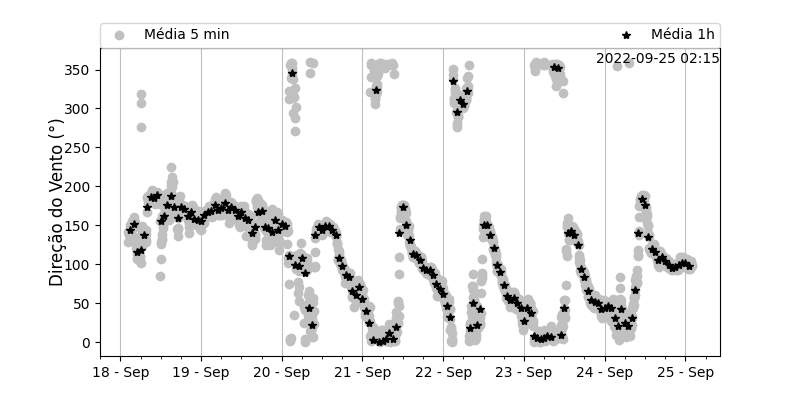 Média 5 min
Média 1h
2022-09-25 02:15
Direção do Vento (°)
350
300
250
200
150
100
50
0
18 - Sep
19 - Sep
20 - Sep
21 - Sep
22 - Sep
23 - Sep
24 - Sep
25 - Sep